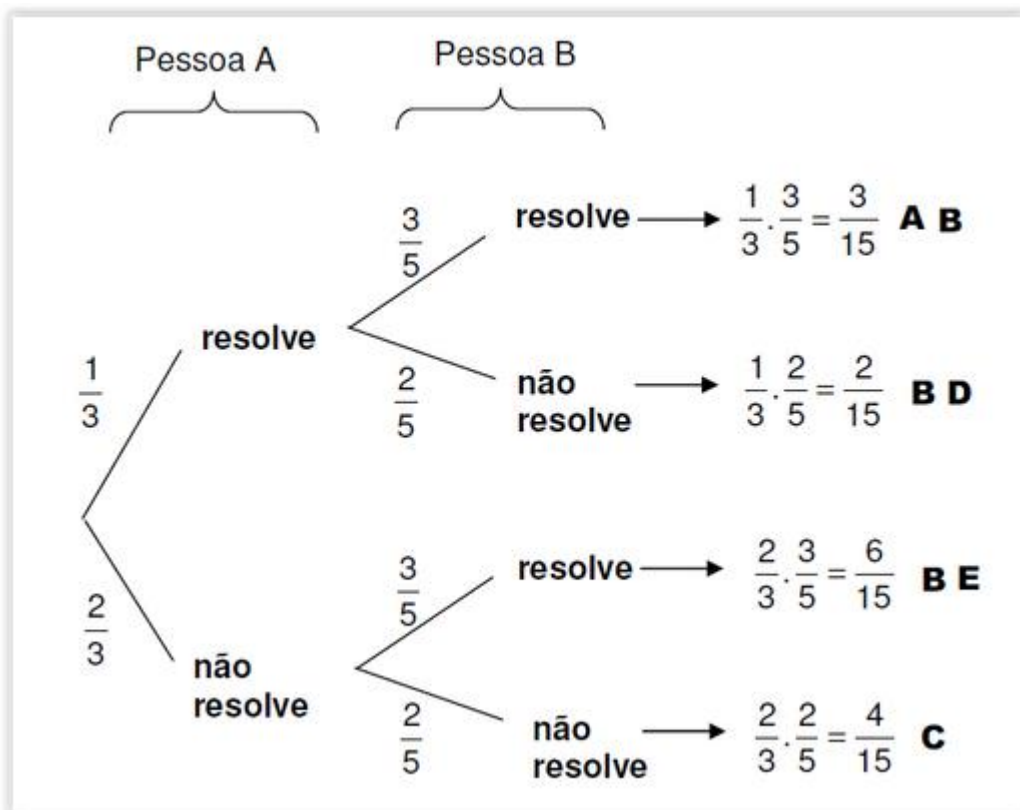 Pessoa A Pessoa B
3/5 resolve → 1/3 . 3/5 = 3/15 A B
1/3 resolve
2/5 não resolve → 1/3 . 2/5 = 2/15 B D
2/3 não resolve
3/5 resolve → 2/3 . 3/5 = 6/15 B E
2/5 não resolve → 2/3 . 2/5 = 4/15 C